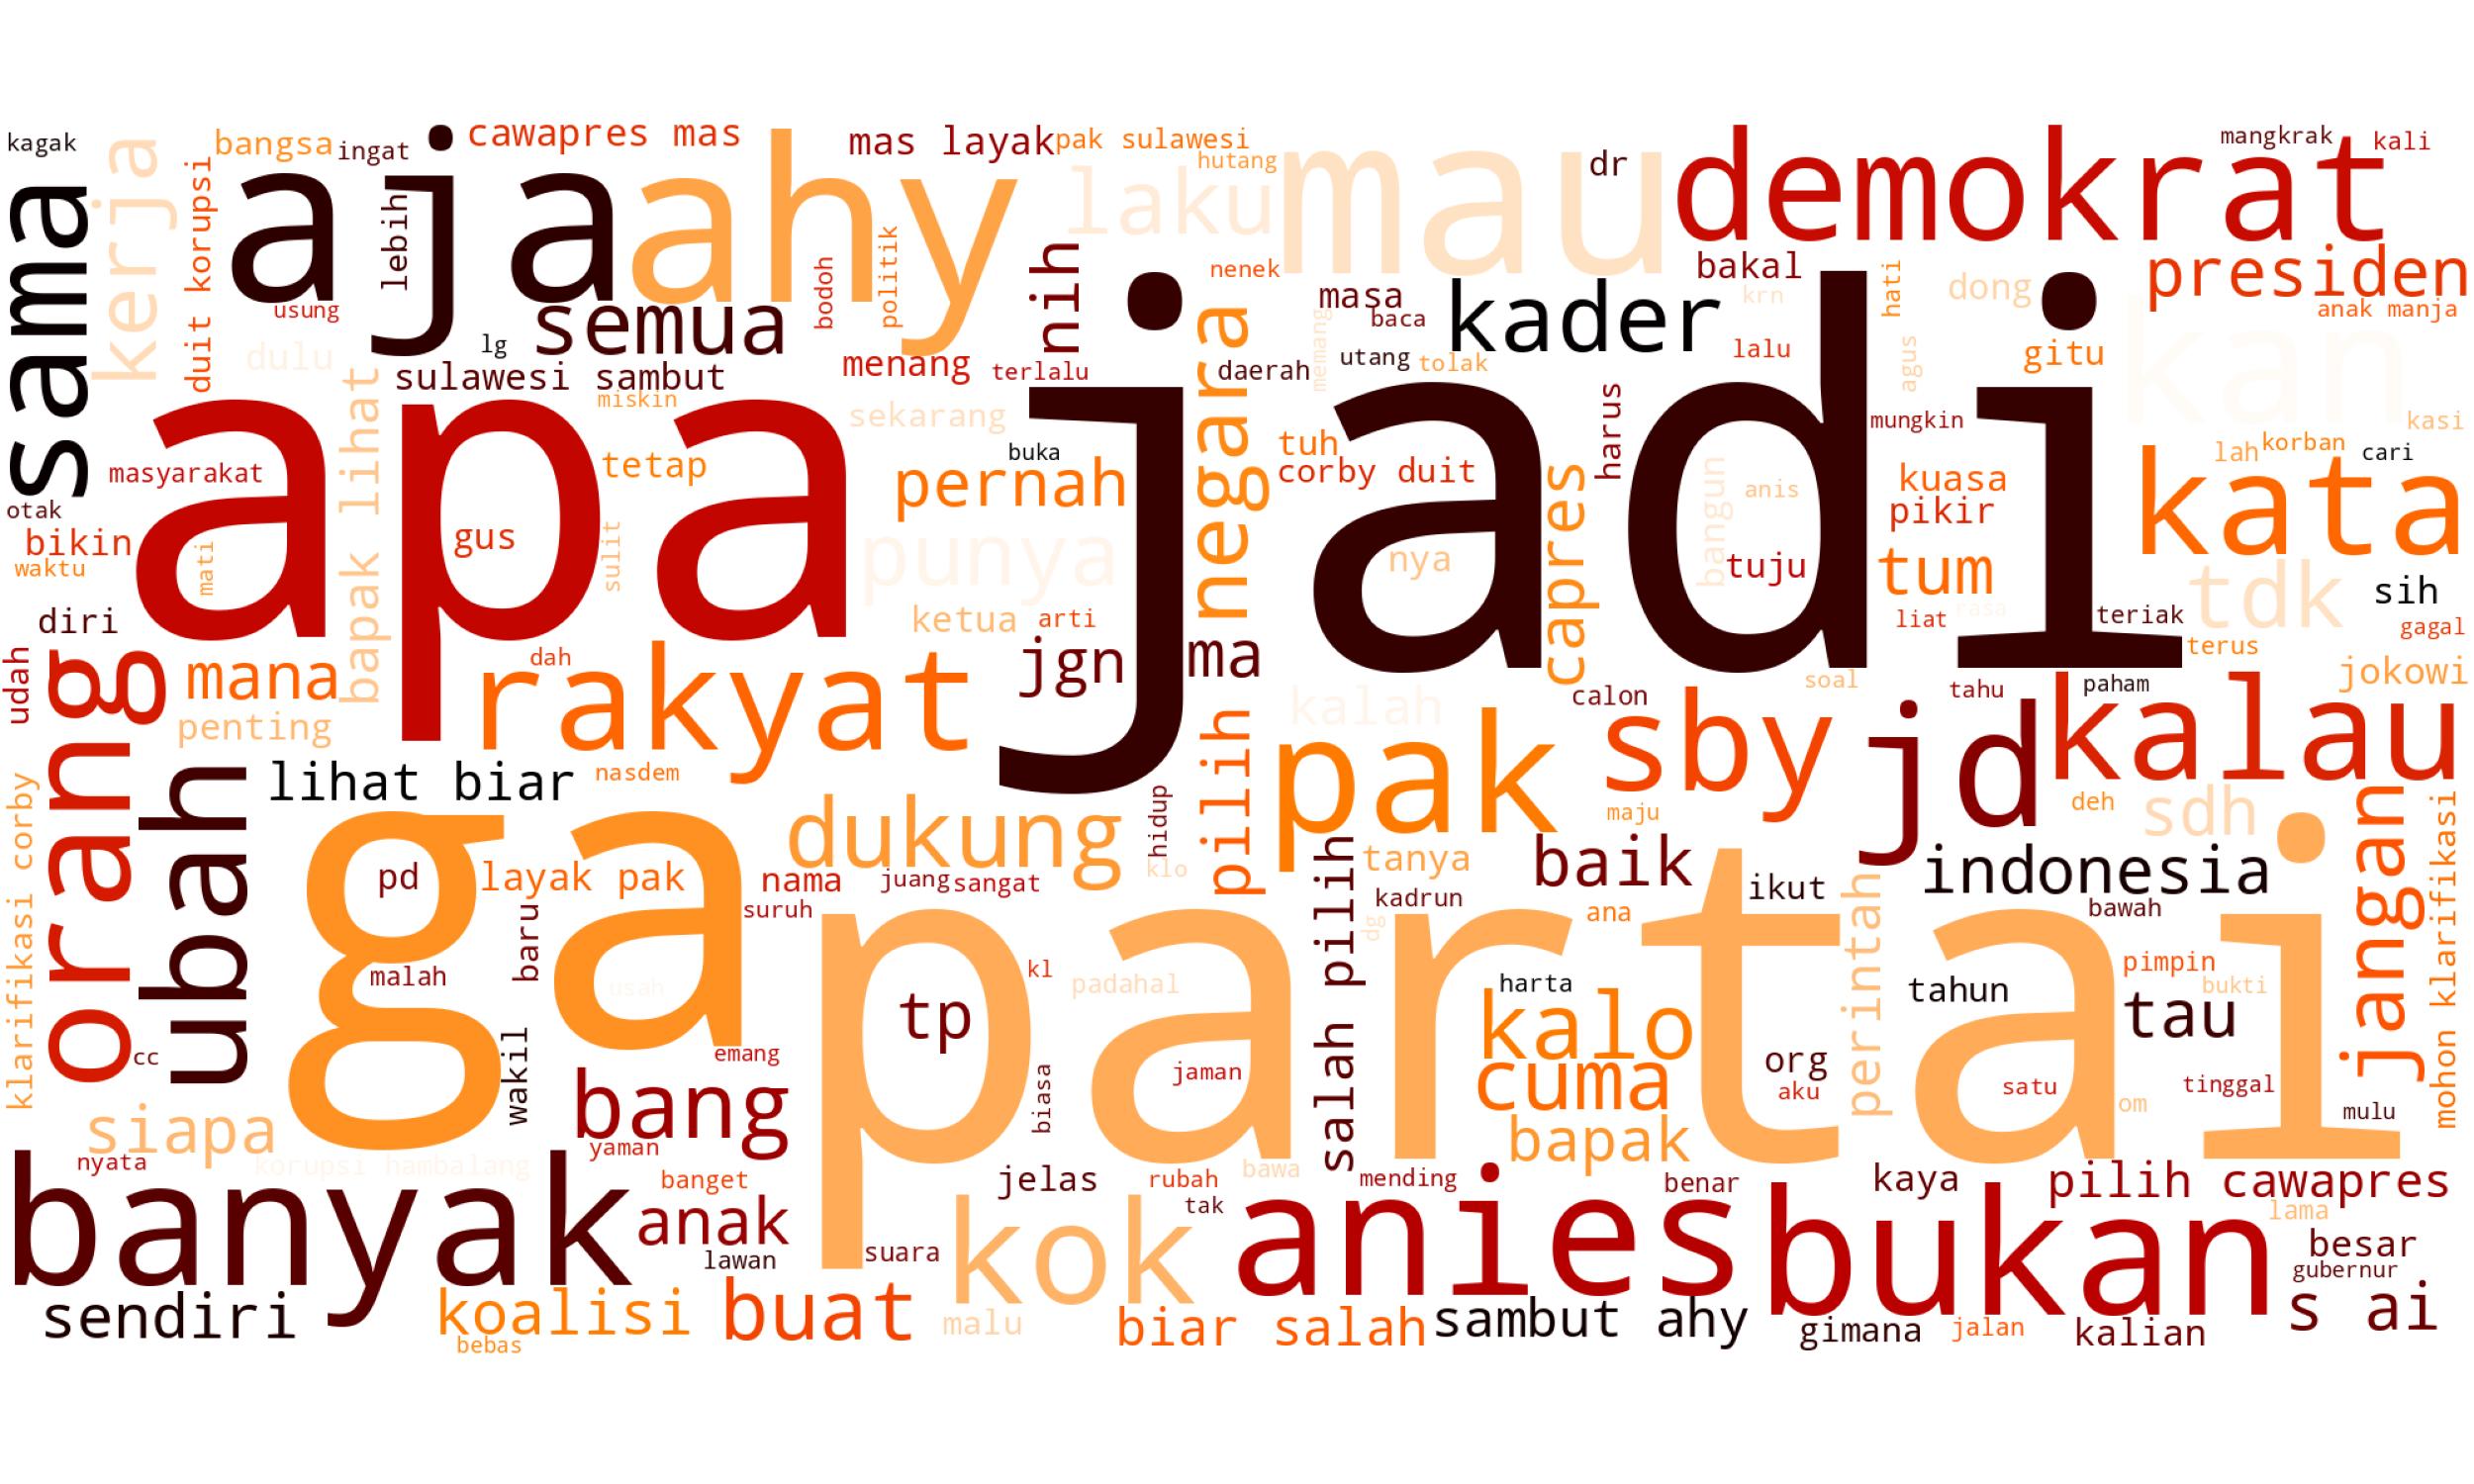 kagak
kerja
bangsa
ingat
cawapres mas
mas layak
pak sulawesi
hutang
mau
dr
demokrat
mangkrak
kali
sama
duit korupsi
aja
lebih
ahy
bodoh
politik
nih
laku
nenek
bakal
krn
hati
dong
presiden
anak manja
usung
semua
masa
baca
kader
dulu
lg
sulawesi sambut
menang
terlalu
negara
daerah
memang
utang
tolak
lalu
agus
gitu
kan
kasi
apa
bapak lihat
miskin
sekarang
jadi
harus
mungkin
masyarakat
tetap
buka
tuh
corby duit
pernah
capres
bangun
anis
kuasa
pikir
lah
korban
cari
kata
otak
bikin
waktu
mati
gus
sulit
punya
nya
tuju
tum
tdk
sih
diri
ketua
arti
liat
rasa
teriak
gagal
terus
udah
orang
mana
penting
dah
rakyat
jgn
ma
kalah
calon
soal
tahu
paham
jokowi
ubah
lihat biar
nasdem
pilih
pak
sby
jd
kalau
klarifikasi corby
dukung
hidup
klo
maju
deh
sdh
jangan
mohon klarifikasi
ga
pd
layak pak
nama
juang
sangat
salah pilih
tanya
baik
ikut
indonesia
baru
suruh
kadrun
dg
ana
perintah
bawah
malah
usah
partai
tp
kl
padahal
harta
kalo
tahun
pimpin
bukti
tau
cc
wakil
emang
biasa
jaman
cuma
org
aku
satu
om
tinggal
mulu
siapa
bang
yaman
bapak
nyata
korupsi hambalang
banyak
banget
anak
jelas
rubah
tak
bawa
mending
anies
benar
kaya
pilih cawapres
lama
lawan
suara
kok
bukan
besar
gubernur
sendiri
koalisi
bebas
buat
malu
biar salah
sambut ahy
gimana
jalan
kalian
s ai